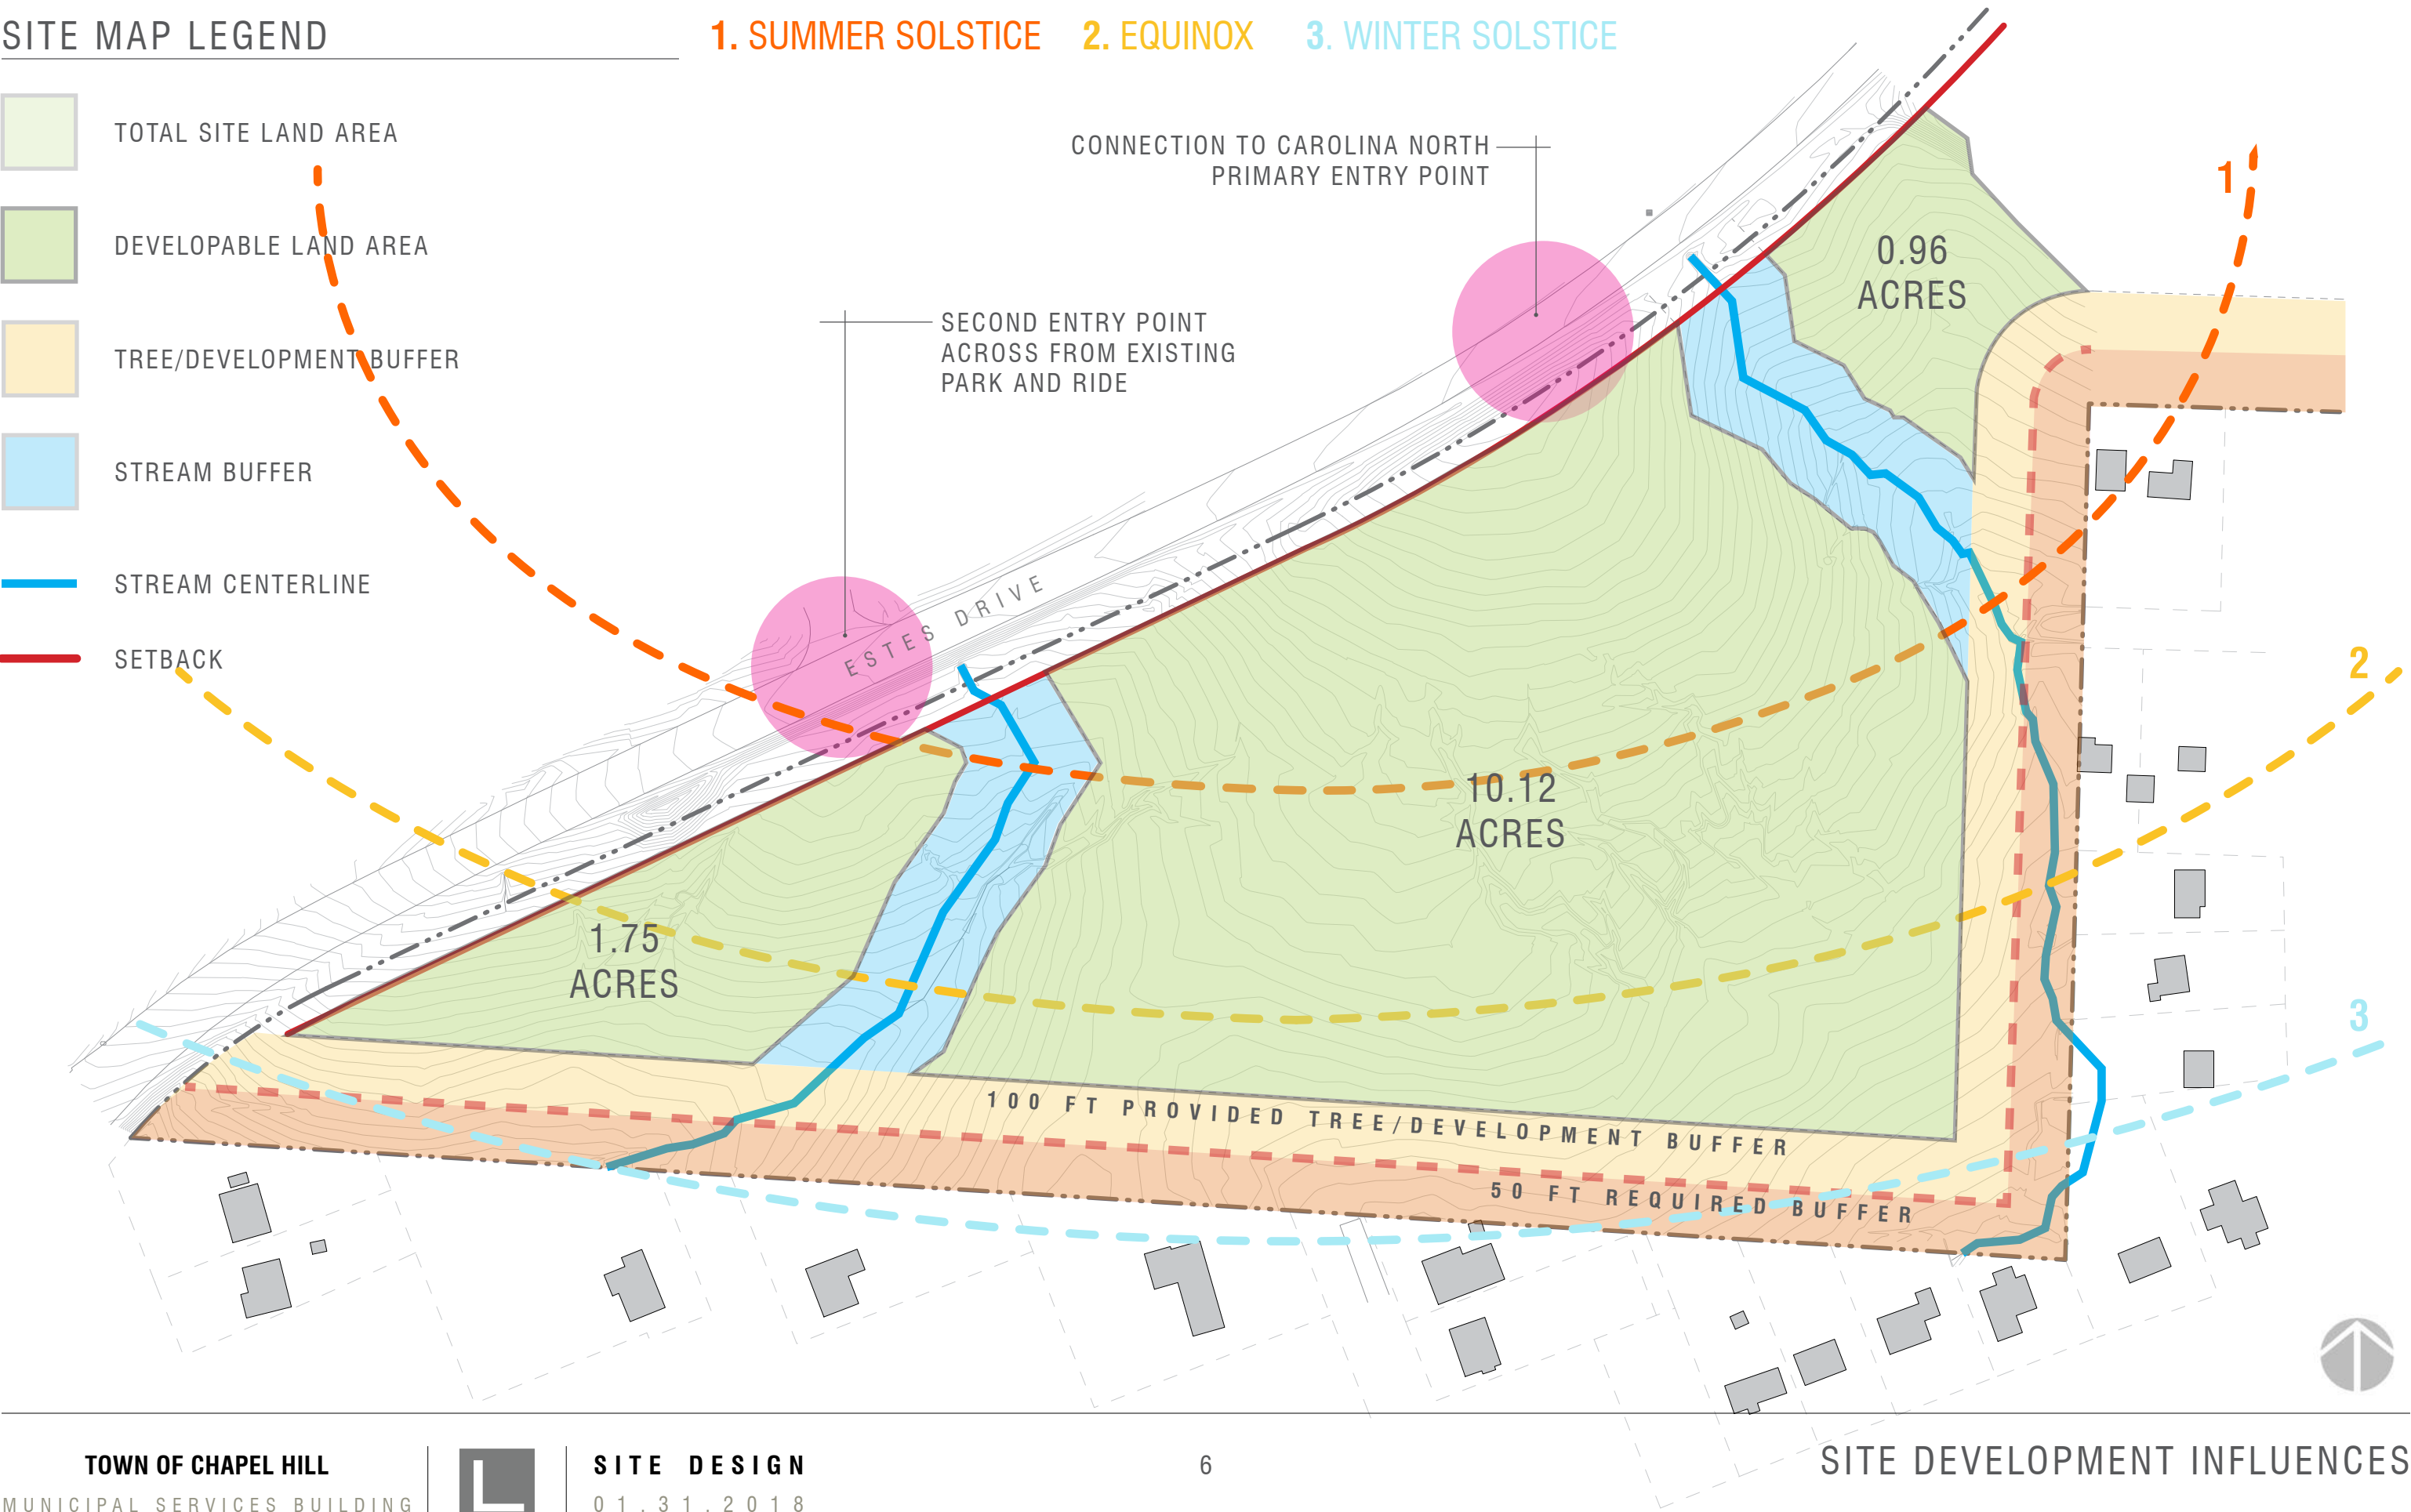 SITE MAP LEGEND
1. SUMMER SOLSTICE 2. EQUINOX 3. WINTER SOLSTICE
TOTAL SITE LAND AREA
DEVELOPABLE LAND AREA
TREE/DEVELOPMENT BUFFER
STREAM BUFFER
STREAM CENTERLINE
SETBACK
CONNECTION TO CAROLINA NORTH
PRIMARY ENTRY POINT
SECOND ENTRY POINT
ACROSS FROM EXISTING
PARK AND RIDE
ESTES DRIVE
0.96
ACRES
1
2
10.12
ACRES
1.75
ACRES
3
100 FT PROVIDED TREE/DEVELOPMENT BUFFER
50 FT REQUIRED BUFFER
TOWN OF CHAPEL HILL
MUNICIPAL SERVICES BUILDING
L
SITE DESIGN
01.31.2018
6
SITE DEVELOPMENT INFLUENCES